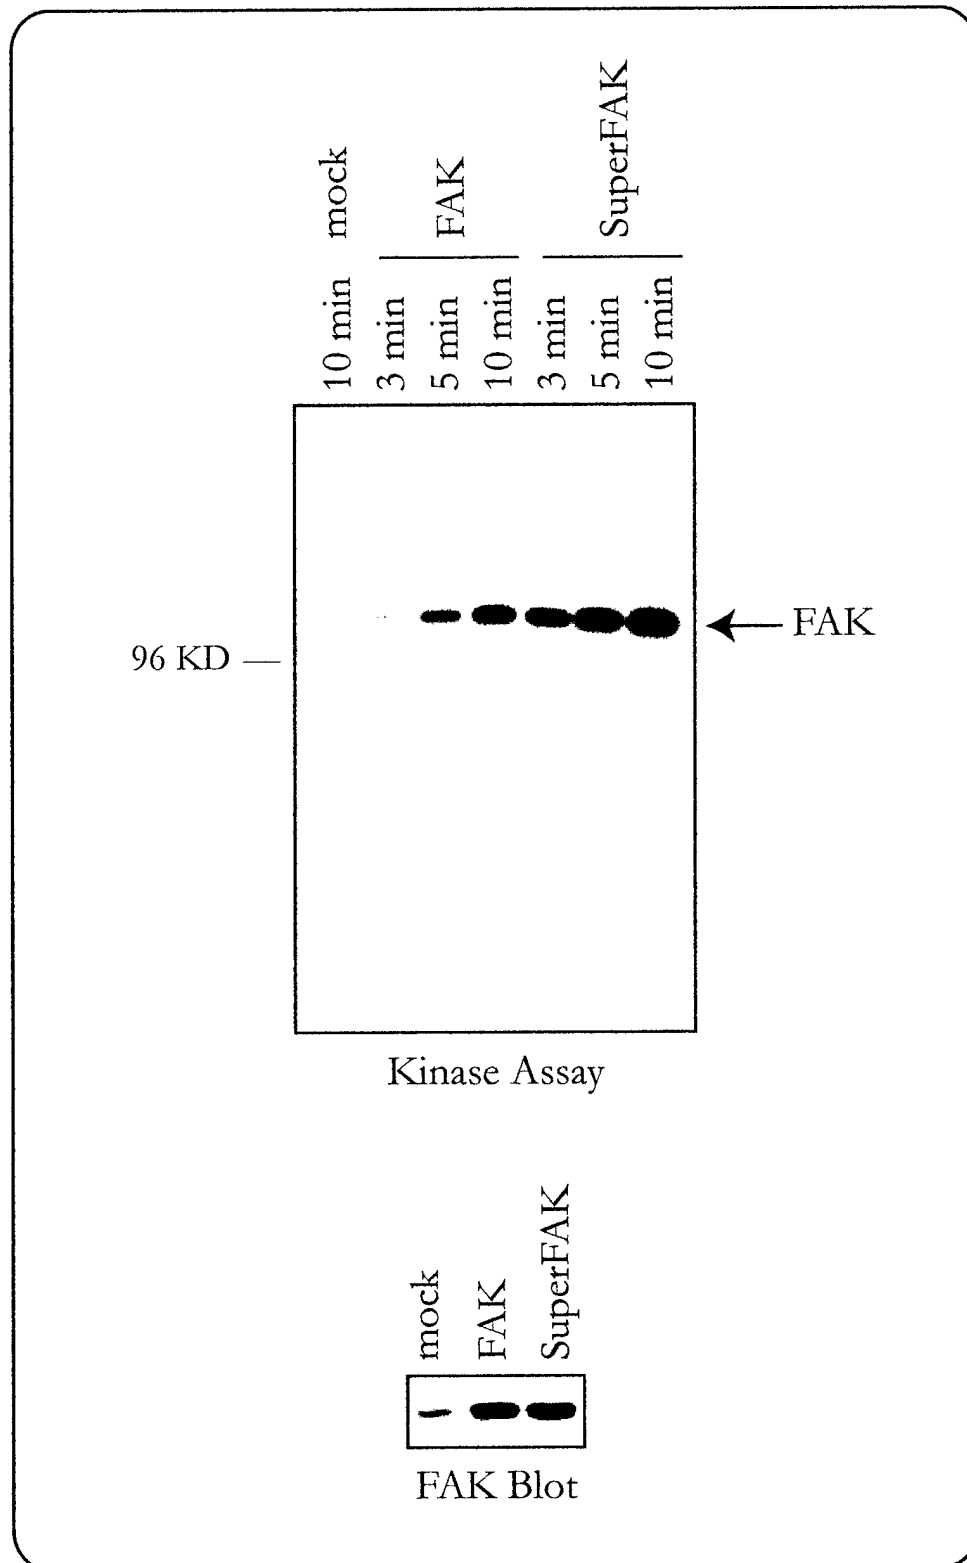 mock
FAK
SuperFAK
10 min
3 min
5 min
10 min
3 min
5 min
10 min
FAK
96 KD
Kinase Assay
mock
FAK
SuperFAK
FAK Blot